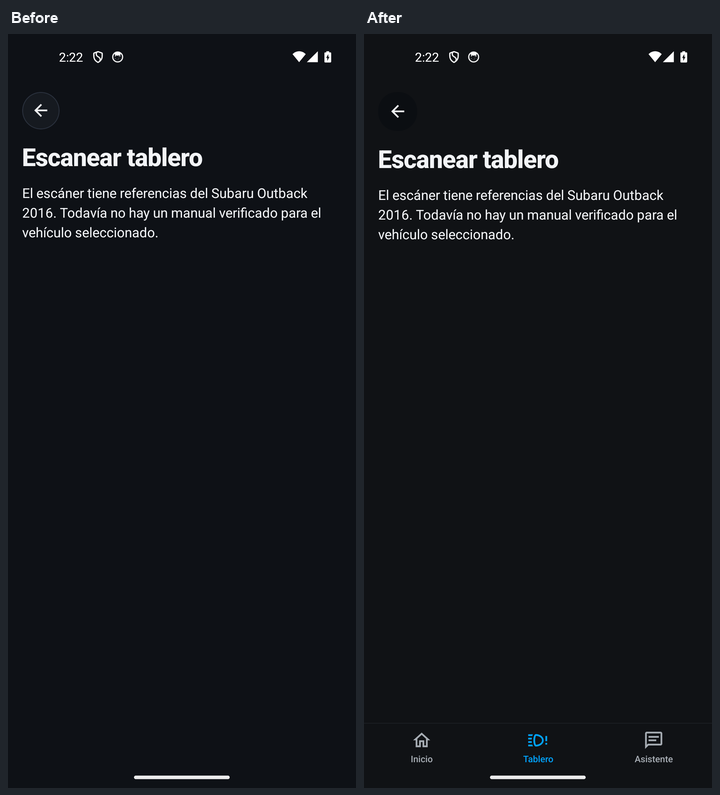 Before
2:22
Escanear tablero
El escáner tiene referencias del Subaru Outback
2016. Todavía no hay un manual verificado para el
vehículo seleccionado.
After
2:22
Escanear tablero
El escáner tiene referencias del Subaru Outback
2016. Todavía no hay un manual verificado para el
vehículo seleccionado.
Inicio
Tablero
Asistente